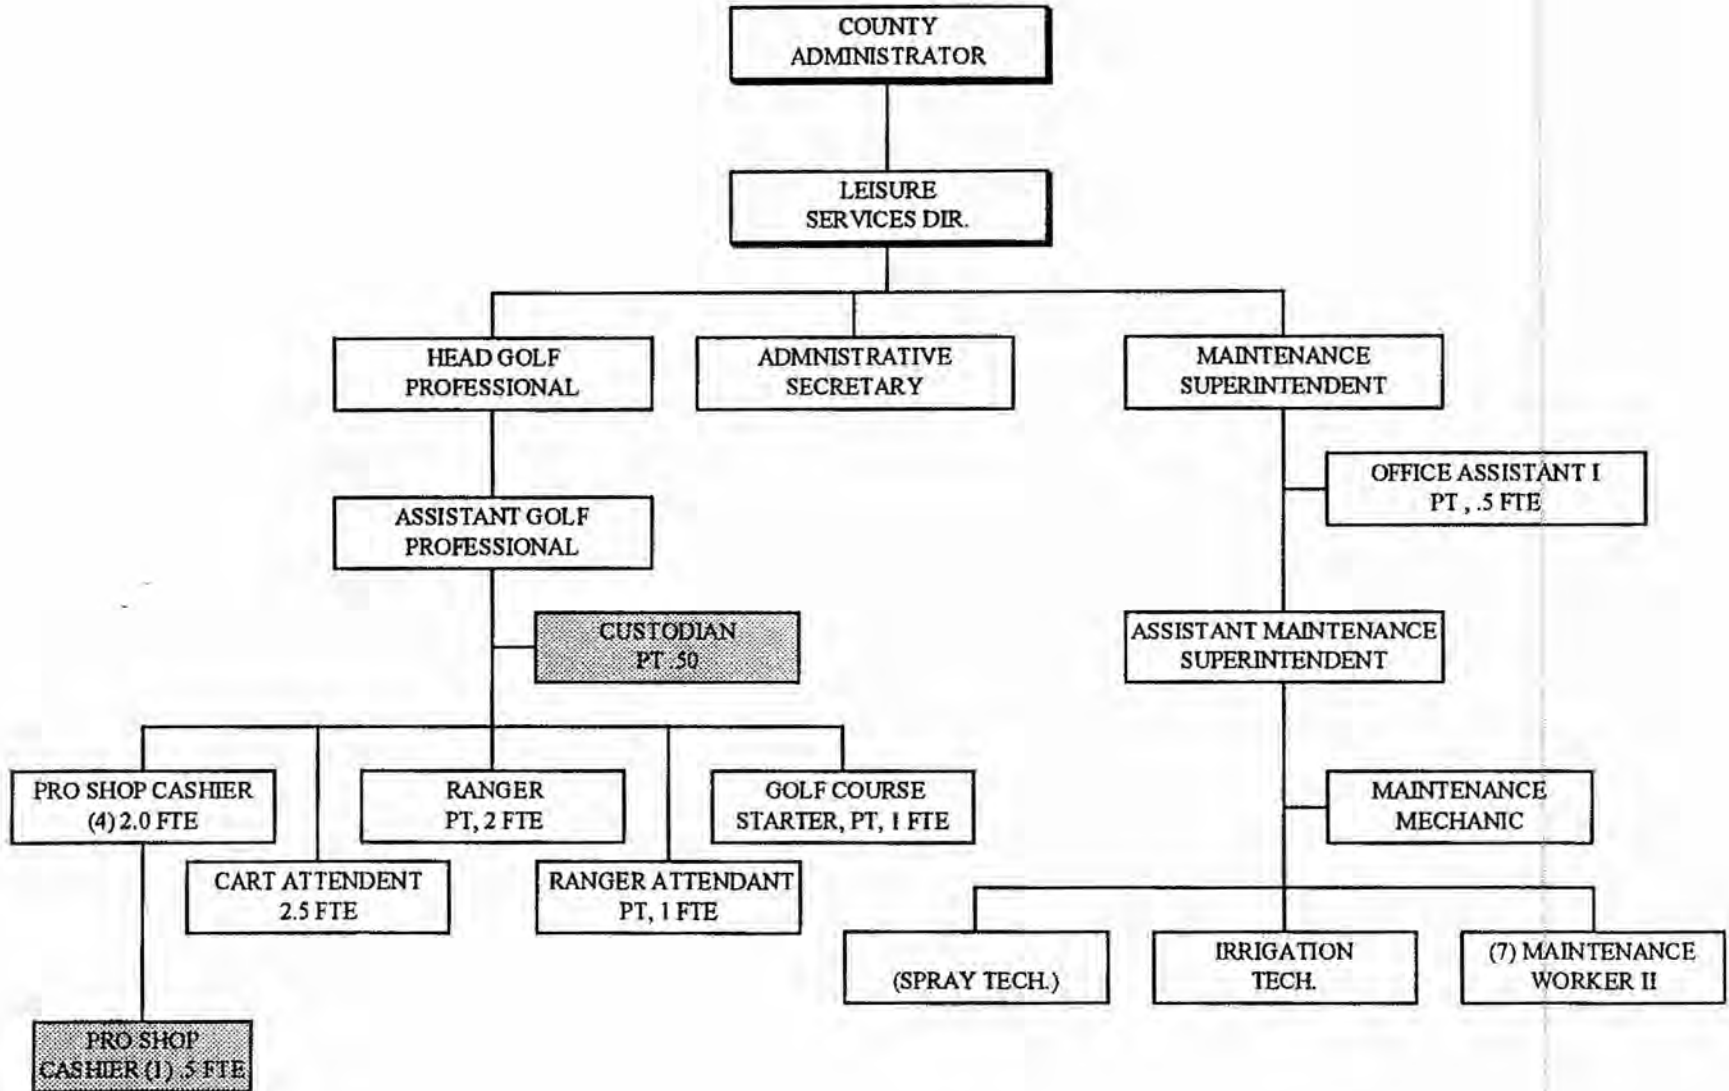 COUNTY
ADMINISTRATOR
LEISURE
SERVICES DIR.
HEAD GOLF
PROFESSIONAL
ADMNISTRATIVE
SECRETARY
MAINTENANCE
SUPERINTENDENT
OFFICE ASSISTANT I
PT , .5 FTE
ASSISTANT GOLF
PROFESSIONAL
CUSTODIAN
PT .50
ASSISTANT MAINTENANCE
SUPERINTENDENT
PRO SHOP CASHIER
(4) 2.0 FTE
RANGER
PT, 2 FTE
GOLF COURSE
STARTER, PT, 1 FTE
MAINTENANCE
MECHANIC
CART ATTENDENT
2.5 FTE
RANGER ATTENDANT
PT, 1 FTE
(SPRAY TECH.)
IRRIGATION
TECH.
(7) MAINTENANCE
WORKER II
PRO SHOP
CASHIER (1) .5 FTE